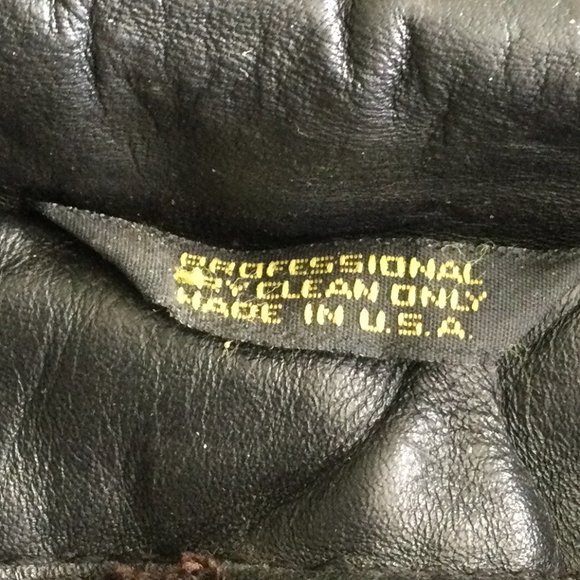 PROFESSIONAL
DRY CLEAN ONLY
MADE IN U.S.A.